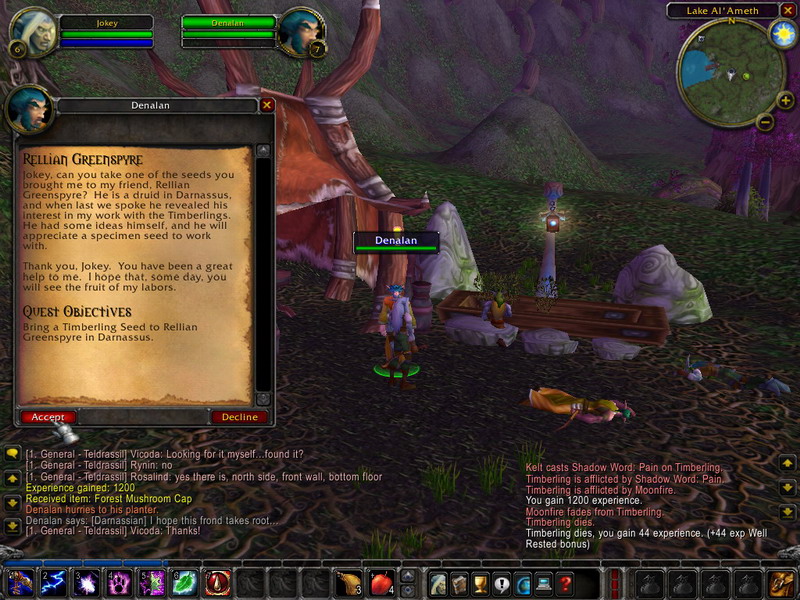 Jokey
6
Denalan
7
Lake Al'Ameth
N
Denalan
Rellian Greenspyre
Jokey, can you take one of the seeds you
brought me to my friend, Rellian
Greenspyre? He is a druid in Darnassus,
and when last we spoke he revealed his
interest in my work with the Timberlings.
He had some ideas himself, and he will
appreciate a specimen seed to work
with.
Thank you, Jokey. You have been a great
help to me. I hope that, some day, you
will see the fruit of my labors.
Quest Objectives
Bring a Timberling Seed to Rellian
Greenspyre in Darnassus.
Accept
Decline
Denalan
[1. General - Teldrassil] Vicoda: Looking for it myself...found it?
[1. General - Teldrassil] Rynin: no
[1. General - Teldrassil] Rosalind: yes there is, north side, front wall, bottom floor
Experience gained: 1200
Received item: Forest Mushroom Cap
Denalan hurries to his planter.
Denalan says: [Darnassian] I hope this frond takes root...
[1. General - Teldrassil] Vicoda: Thanks!
Kelt casts Shadow Word: Pain on Timberling.
Timberling is afflicted by Shadow Word: Pain.
Timberling is afflicted by Moonfire.
You gain 1200 experience.
Moonfire fades from Timberling.
Timberling dies.
Timberling dies, you gain 44 experience. (+44 exp Well
Rested bonus)
2
3
4
5
6
3
4